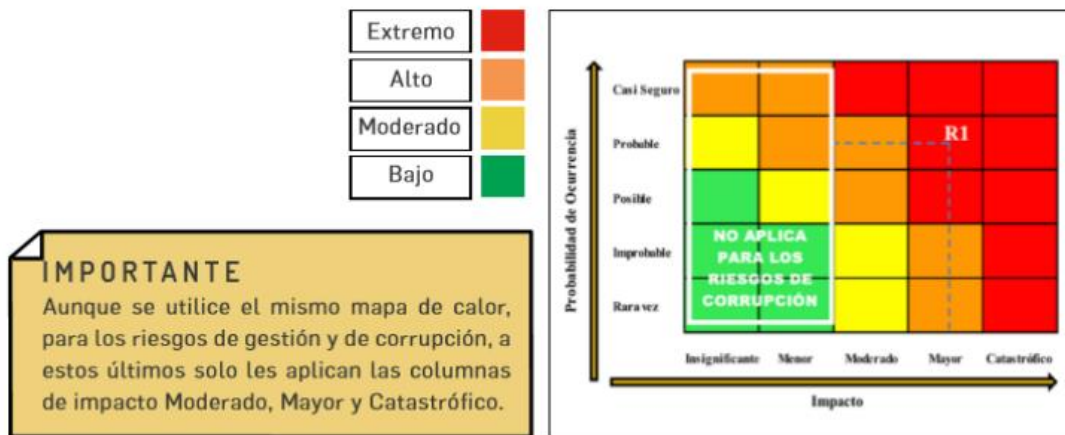 Extremo
Alto
Moderado
Bajo
IMPORTANTE
Aunque se utilice el mismo mapa de calor,
para los riesgos de gestión y de corrupción, a
estos últimos solo les aplican las columnas
de impacto Moderado, Mayor y Catastrófico.
Probabilidad de Ocurrencia
Casi Seguro
Probable
R1
Posible
Improbable
Rara vez
NO APLICA
PARA LOS
RIESGOS DE
CORRUPCIÓN
Insignificante Menor Moderado Mayor Catastrófico
Impacto